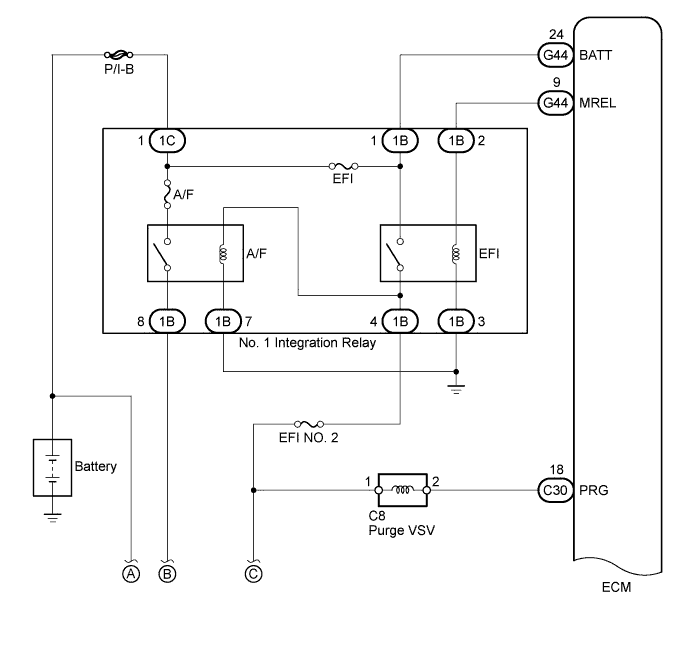 24
G44 BATT
P/I-B
9
G44 MREL
1 1C
1 1B
1B 2
EFI
A/F
A/F
EFI
8 1B
1B 7
4 1B
1B 3
No. 1 Integration Relay
EFI NO. 2
Battery
18
1 2
C30 PRG
C8
Purge VSV
A
B
C
ECM